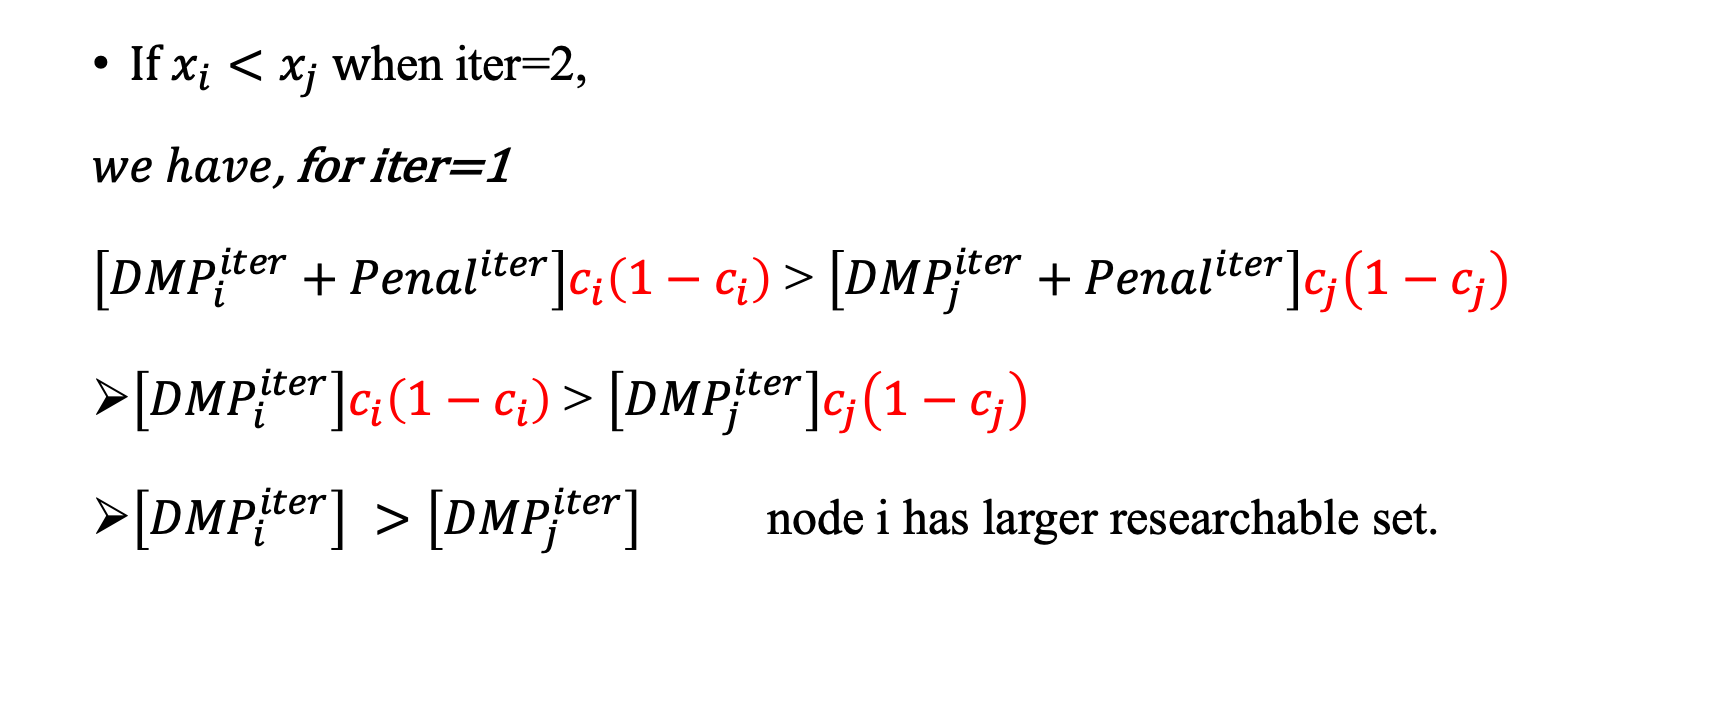 • If 𝑥ᵢ < 𝑥ⱼ when iter=2,
we have, for iter=1
[DMPᵢⁱᵗᵉʳ + Penalⁱᵗᵉʳ]cᵢ(1 − cᵢ) > [DMPⱼⁱᵗᵉʳ + Penalⁱᵗᵉʳ]cⱼ(1 − cⱼ)
➢[DMPᵢⁱᵗᵉʳ]cᵢ(1 − cᵢ) > [DMPⱼⁱᵗᵉʳ]cⱼ(1 − cⱼ)
➢[DMPᵢⁱᵗᵉʳ] > [DMPⱼⁱᵗᵉʳ] node i has larger researchable set.